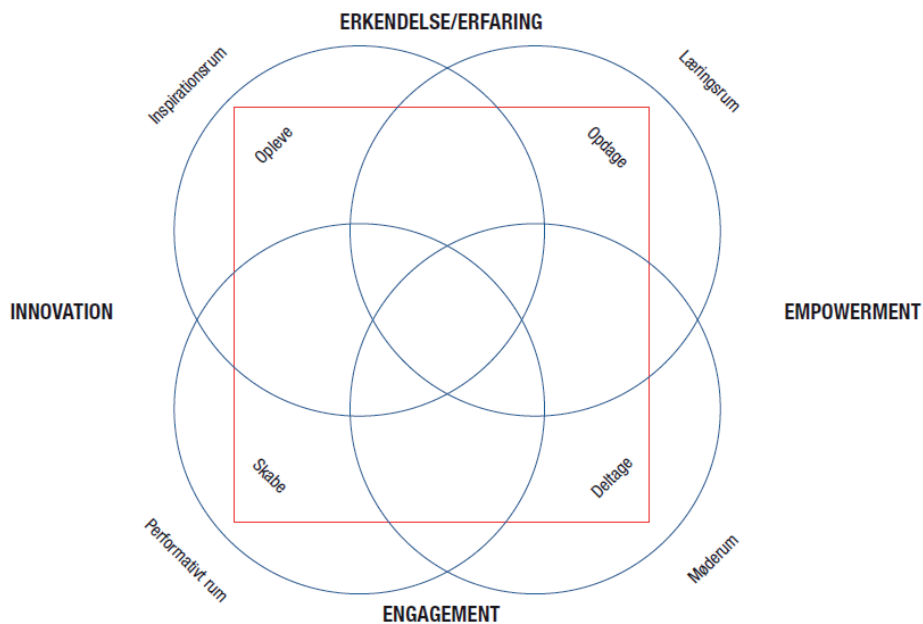 ERKENDELSE/ERFARING
Inspirationsrum
Læringsrum
Opleve
Opdage
INNOVATION
EMPOWERMENT
Skabe
Deltage
Performativt rum
Møderum
ENGAGEMENT